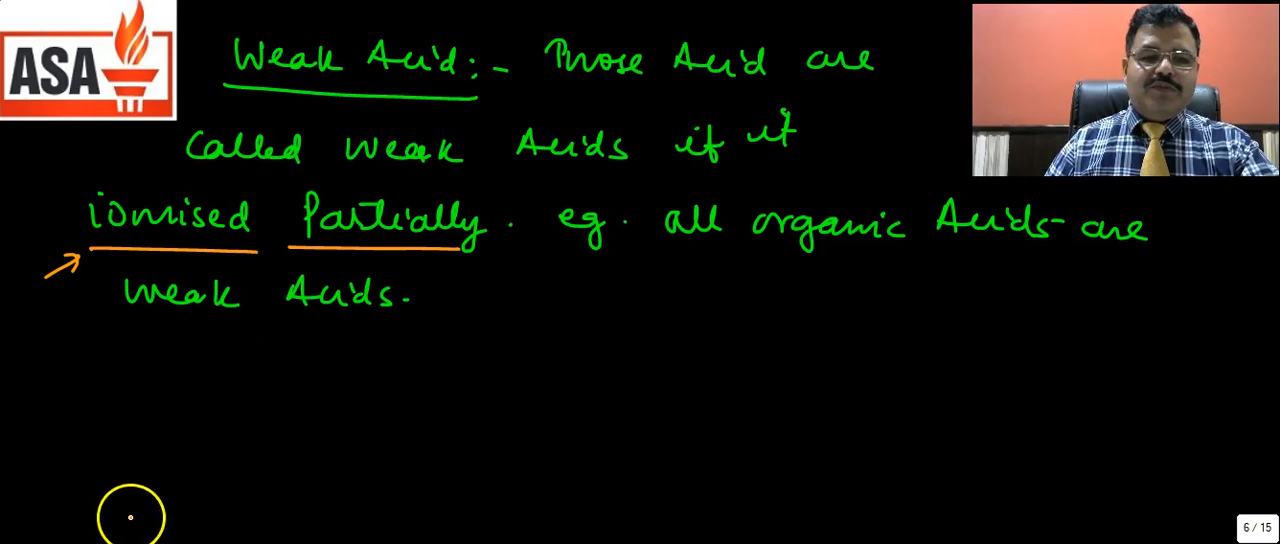 ASA
Weak Acid:- Those Acid are
Called weak Acids if it
ionised Partially. eg. all organic Acids are
weak Acids.
6 / 15